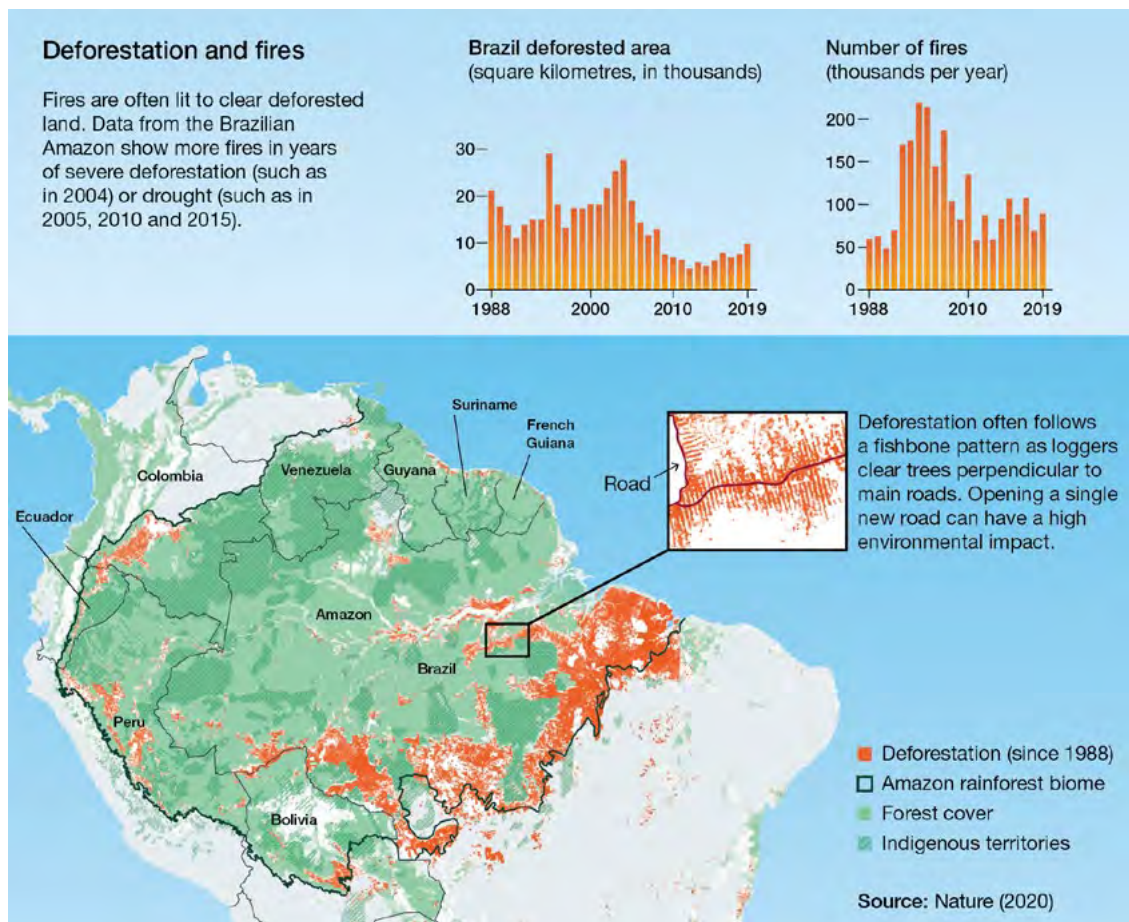 Deforestation and fires
Fires are often lit to clear deforested
land. Data from the Brazilian
Amazon show more fires in years
of severe deforestation (such as
in 2004) or drought (such as in
2005, 2010 and 2015).
Brazil deforested area
(square kilometres, in thousands)
30
20
10
0
1988
2000
2010
2019
Number of fires
(thousands per year)
200
150
100
50
0
1988
2010
2019
Suriname
French
Guiana
Colombia
Venezuela
Guyana
Ecuador
Amazon
Brazil
Peru
Bolivia
Road
Deforestation often follows
a fishbone pattern as loggers
clear trees perpendicular to
main roads. Opening a single
new road can have a high
environmental impact.
Deforestation (since 1988)
Amazon rainforest biome
Forest cover
Indigenous territories
Source: Nature (2020)